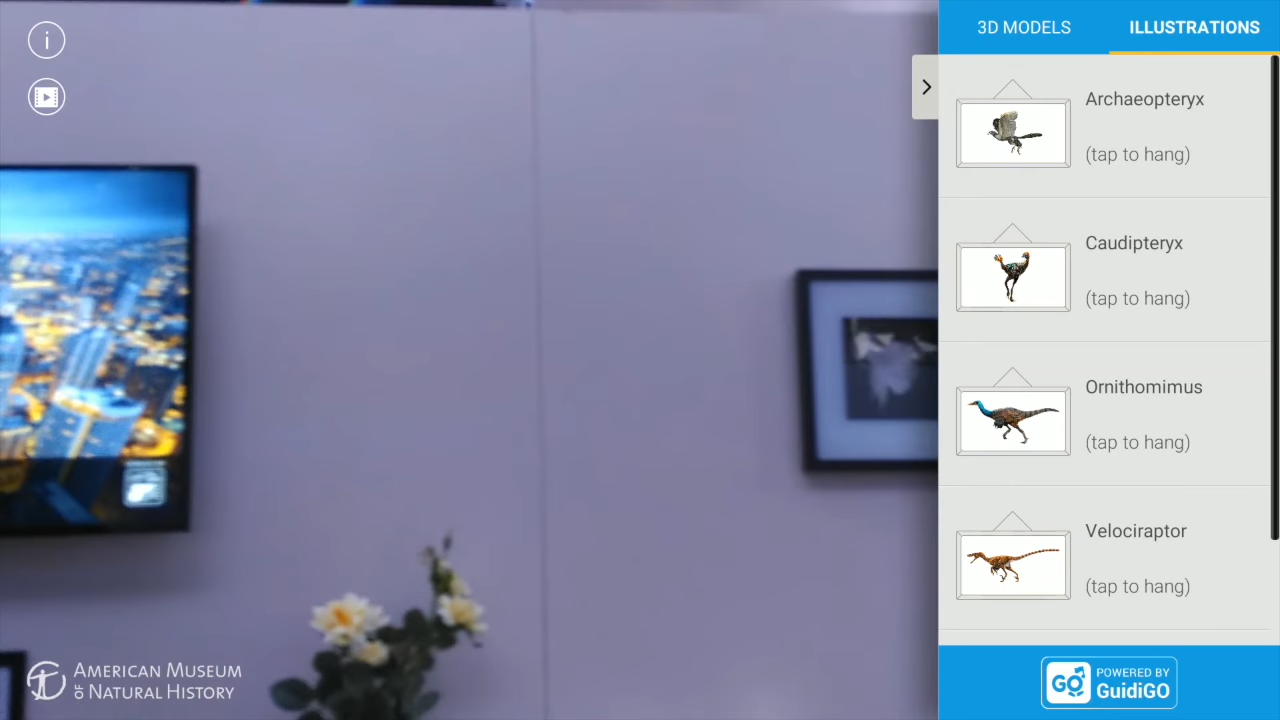 3D MODELS
ILLUSTRATIONS
Archaeopteryx
(tap to hang)
Caudipteryx
(tap to hang)
Ornithomimus
(tap to hang)
Velociraptor
(tap to hang)
AMERICAN MUSEUM
OF NATURAL HISTORY
GO
POWERED BY
GuidiGO